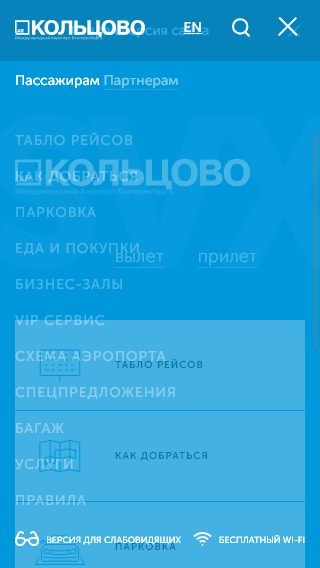 КОЛЬЦОВО
Международный Аэропорт Екатеринбурга
EN
версия сайта
Пассажирам Партнерам
ТАБЛО РЕЙСОВ
КАК ДОБРАТЬСЯ
КОЛЬЦОВО
Международный Аэропорт Екатеринбурга
ПАРКОВКА
ЕДА И ПОКУПКИ
вылет прилет
БИЗНЕС-ЗАЛЫ
VIP СЕРВИС
СХЕМА АЭРОПОРТА
ТАБЛО РЕЙСОВ
СПЕЦПРЕДЛОЖЕНИЯ
БАГАЖ
КАК ДОБРАТЬСЯ
УСЛУГИ
ПРАВИЛА
ВЕРСИЯ ДЛЯ СЛАБОВИДЯЩИХ БЕСПЛАТНЫЙ WI-FI
ПАРКОВКА